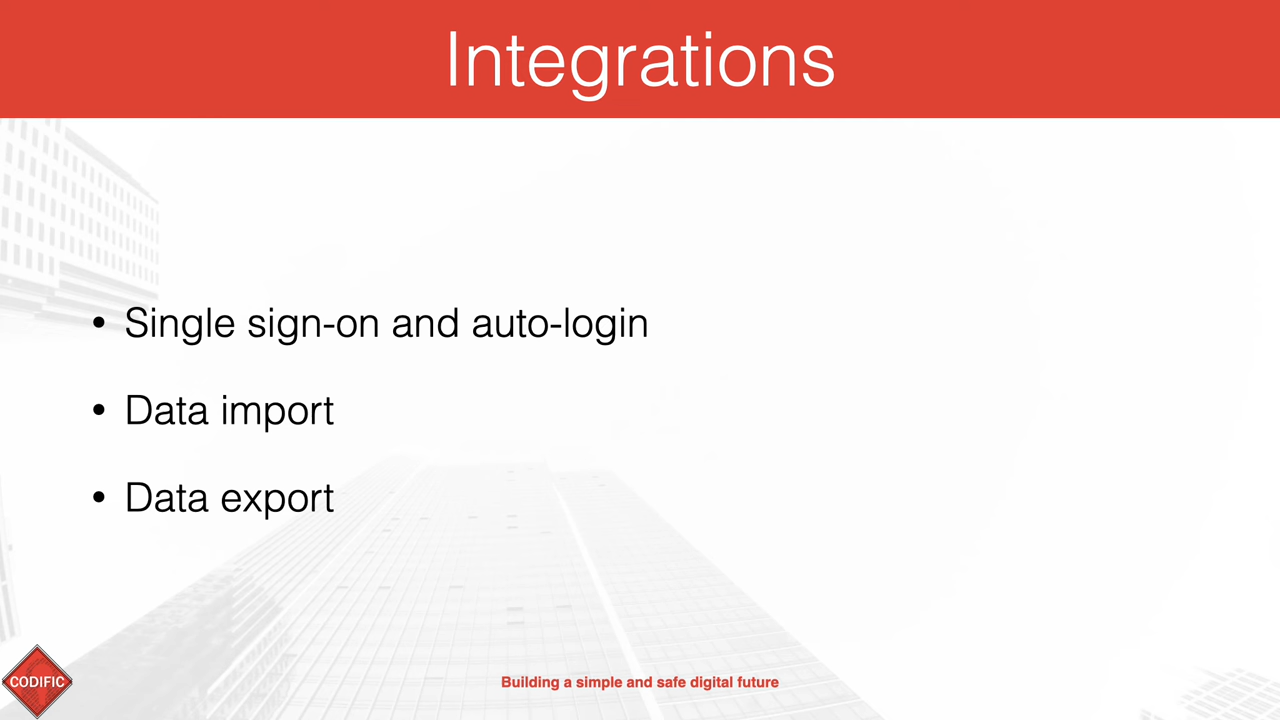 Integrations
• Single sign-on and auto-login
• Data import
• Data export
CODIFIC
Building a simple and safe digital future